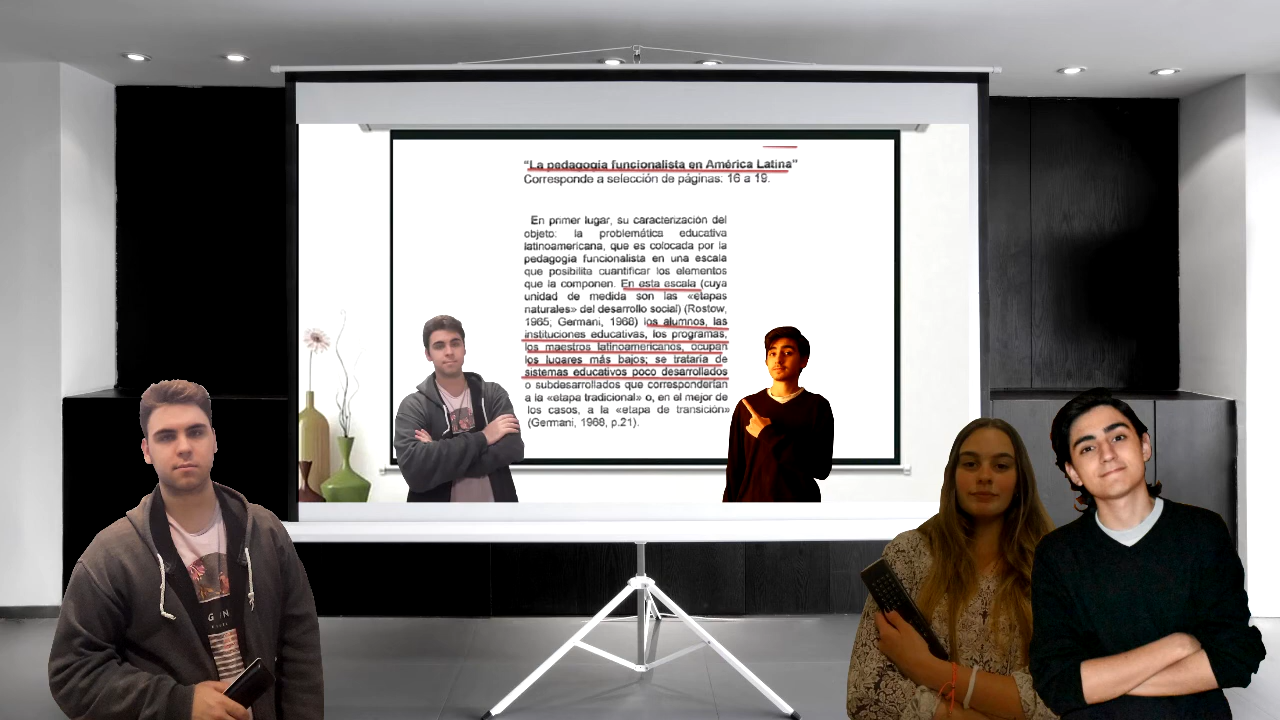 “La pedagogia funcionalista en América Latina”
Corresponde a selección de páginas: 16 a 19.
En primer lugar, su caracterización del
objeto: la problemática educativa
latinoamericana, que es colocada por la
pedagogia funcionalista en una escala
que posibilita cuantificar los elementos
que la componen. En esta escala (cuya
unidad de medida son las «etapas
naturales» del desarrollo social) (Rostow,
1965; Germani, 1968) los alumnos, las
instituciones educativas, los programas,
los maestros latinoamericanos, ocupan
los lugares más bajos; se trataría de
sistemas educativos poco desarrollados
o subdesarrollados que corresponderían
a la «etapa tradicional» o, en el mejor de
los casos, a la «etapa de transición»
(Germani, 1968, p.21).